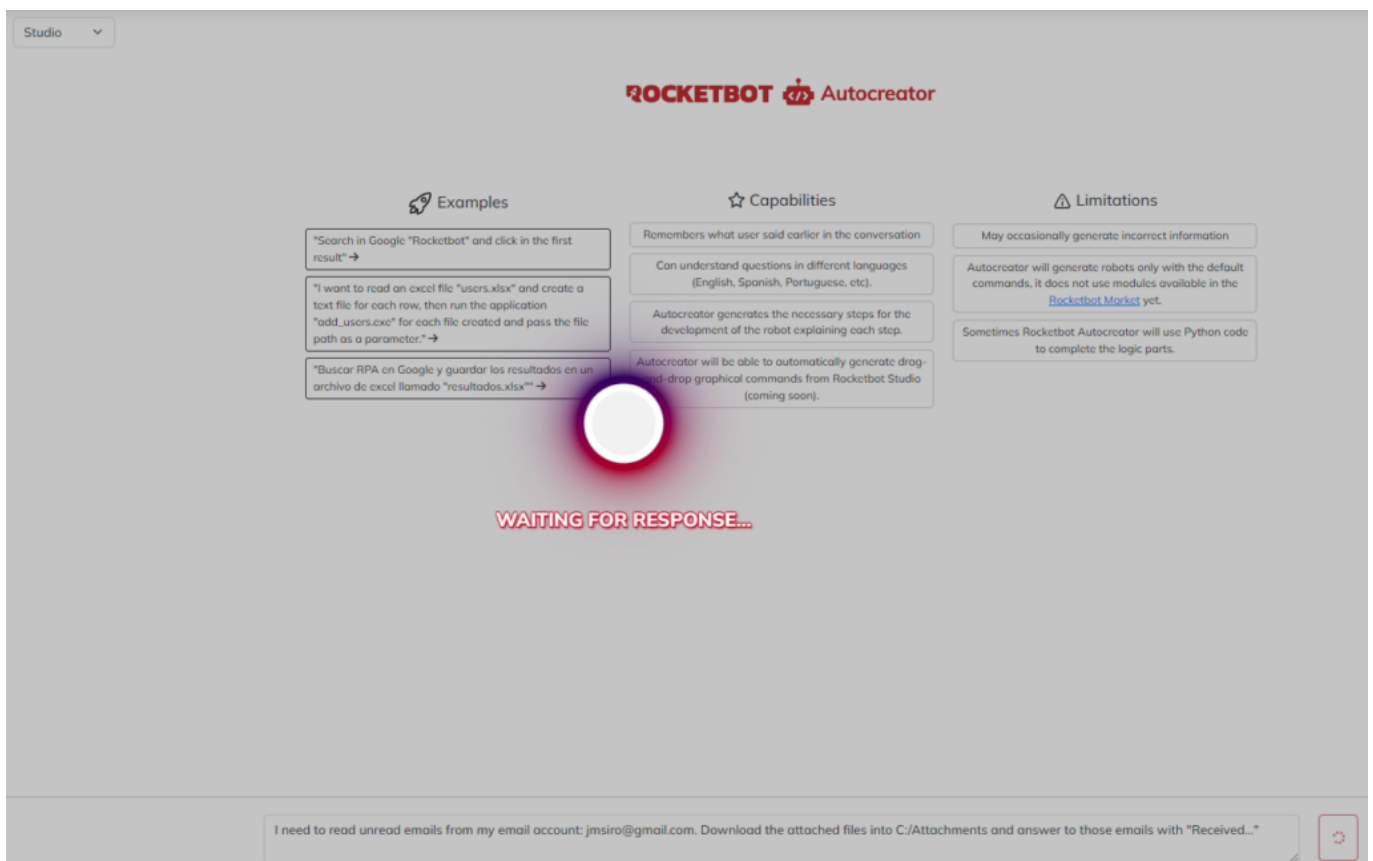 Studio
ROCKETBOT Autocreator
Examples
"Search in Google "Rocketbot" and click in the first
result" →
"I want to read an excel file "users.xlsx" and create a
text file for each row, then run the application
"add_users.exe" for each file created and pass the file
path as a parameter." →
"Buscar RPA en Google y guardar los resultados en un
archivo de excel llamado "resultados.xlsx"" →
Capabilities
Remembers what user said earlier in the conversation
Can understand questions in different languages
(English, Spanish, Portuguese, etc).
Autocreator generates the necessary steps for the
development of the robot explaining each step.
Autocreator will be able to automatically generate drag-
and-drop graphical commands from Rocketbot Studio
(coming soon).
Limitations
May occasionally generate incorrect information
Autocreator will generate robots only with the default
commands, it does not use modules available in the
Rocketbot Market yet.
Sometimes Rocketbot Autocreator will use Python code
to complete the logic parts.
WAITING FOR RESPONSE...
I need to read unread emails from my email account: jmsiro@gmail.com. Download the attached files into C:/Attachments and answer to those emails with "Received..."